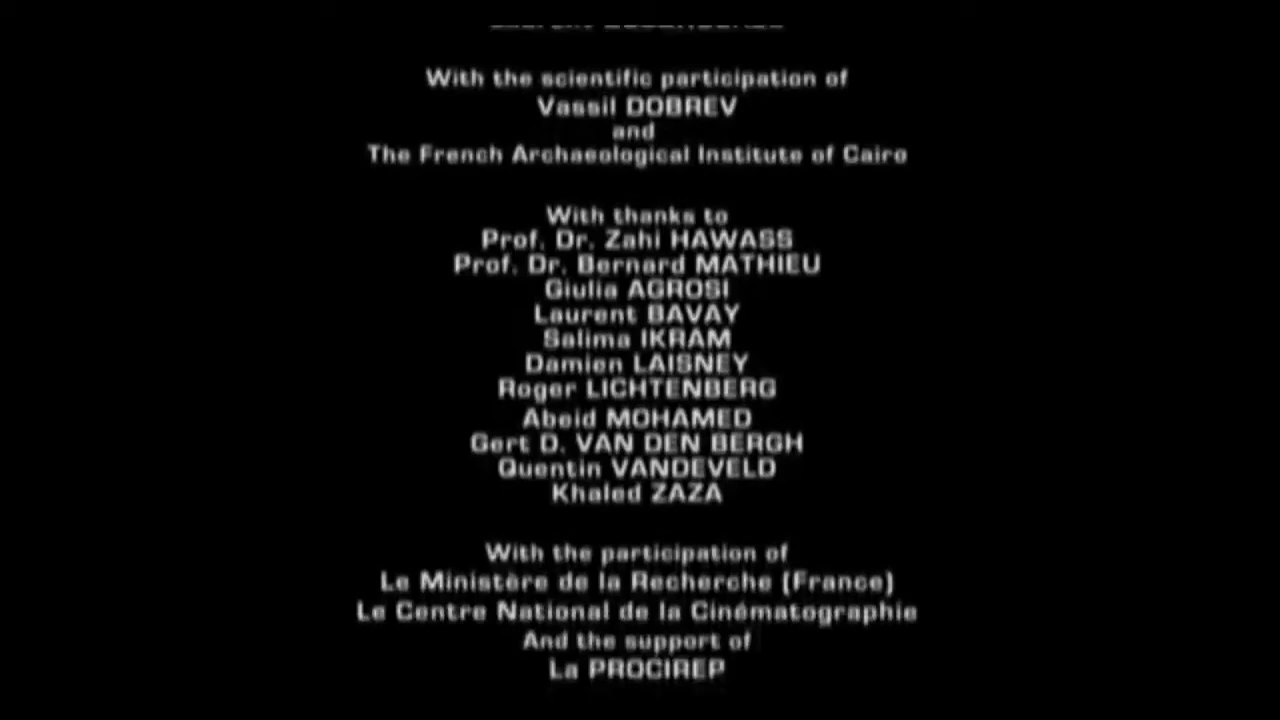 With the scientific participation of
Vassil DOBREV
and
The French Archaeological Institute of Cairo
With thanks to
Prof. Dr. Zahi HAWASS
Prof. Dr. Bernard MATHIEU
Giulia AGROSI
Laurent BAVAY
Salima IKRAM
Damien LAISNEY
Roger LICHTENBERG
Abeid MOHAMED
Gert D. VAN DEN BERGH
Quentin VANDEVELD
Khaled ZAZA
With the participation of
Le Ministère de la Recherche (France)
Le Centre National de la Cinématographie
And the support of
La PROCIREP